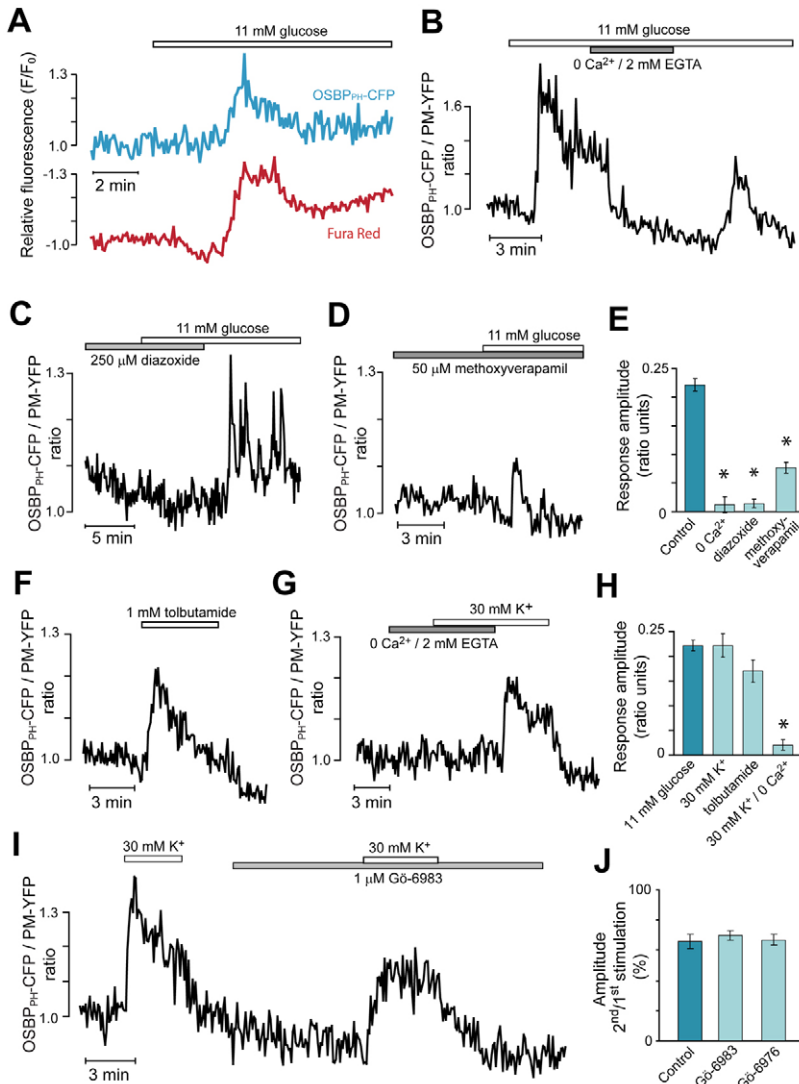 A
11 mm glucose
Relative fluorescence (F/F₀)
1.3
OSBP_PH-CFP
1.0
2 min
-1.3
-1.0
Fura Red
B
11 mM glucose
0 Ca²⁺ / 2 mM EGTA
OSBP_PH-CFP / PM-YFP
ratio
1.6
1.0
3 min
C
11 mM glucose
250 µM diazoxide
OSBP_PH-CFP / PM-YFP
ratio
1.3
1.0
5 min
D
11 mM glucose
50 µM methoxyverapamil
OSBP_PH-CFP / PM-YFP
ratio
1.3
1.0
3 min
E
Response amplitude
(ratio units)
0.25
0
* * *
Control
0 Ca²⁺
diazoxide
methoxy-
verapamil
F
1 mM tolbutamide
OSBP_PH-CFP / PM-YFP
ratio
1.3
1.0
3 min
G
30 mM K⁺
0 Ca²⁺ / 2 mM EGTA
OSBP_PH-CFP / PM-YFP
ratio
1.3
1.0
3 min
H
Response amplitude
(ratio units)
0.25
0
*
11 mM glucose
30 mM K⁺
tolbutamide
30 mM K⁺ / 0 Ca²⁺
I
30 mM K⁺
30 mM K⁺
1 µM Gö-6983
OSBP_PH-CFP / PM-YFP
ratio
1.3
1.0
3 min
J
Amplitude
2ⁿᵈ/1ˢᵗ stimulation
(%)
100
0
Control
Gö-6983
Gö-6976